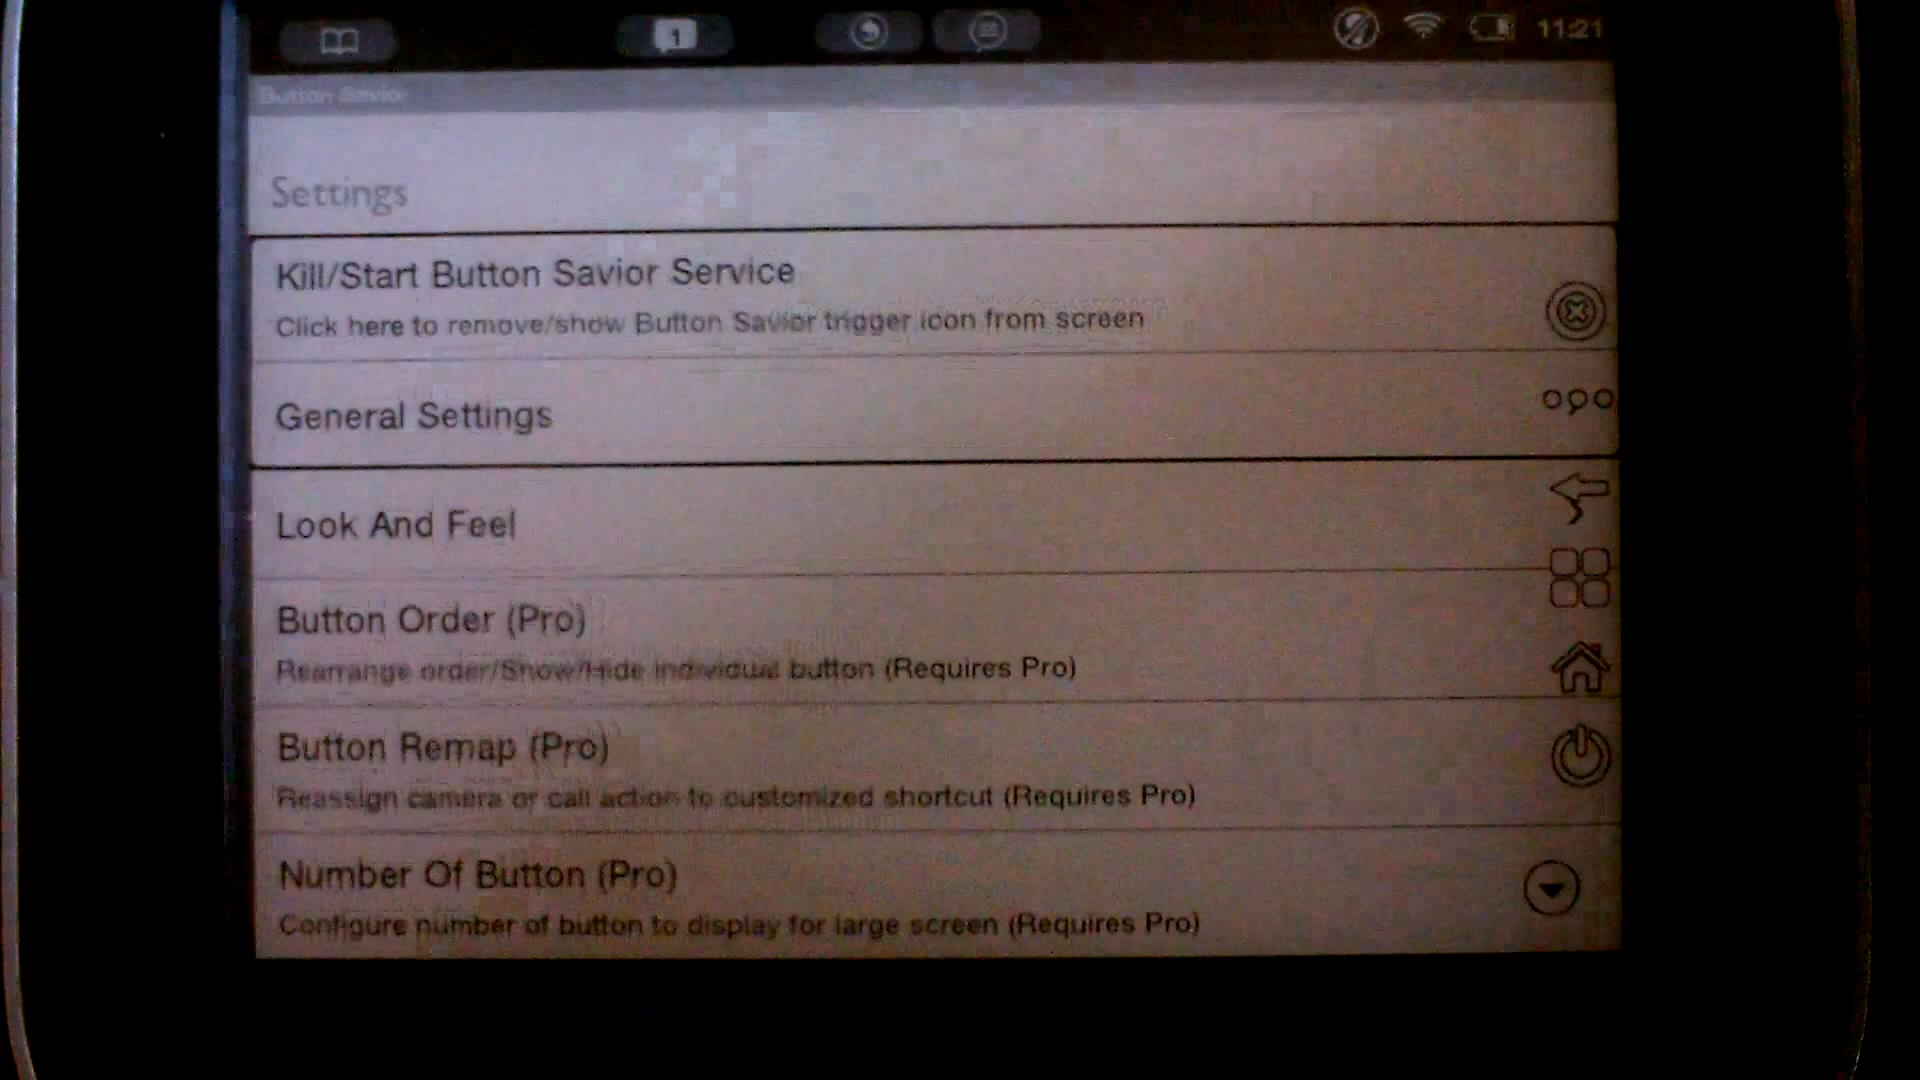 1
11:21
Button Savior
Settings
Kill/Start Button Savior Service
Click here to remove/show Button Savior trigger icon from screen
General Settings
Look And Feel
Button Order (Pro)
Rearrange order/Show/Hide individual button (Requires Pro)
Button Remap (Pro)
Reassign camera or call action to customized shortcut (Requires Pro)
Number Of Button (Pro)
Configure number of button to display for large screen (Requires Pro)